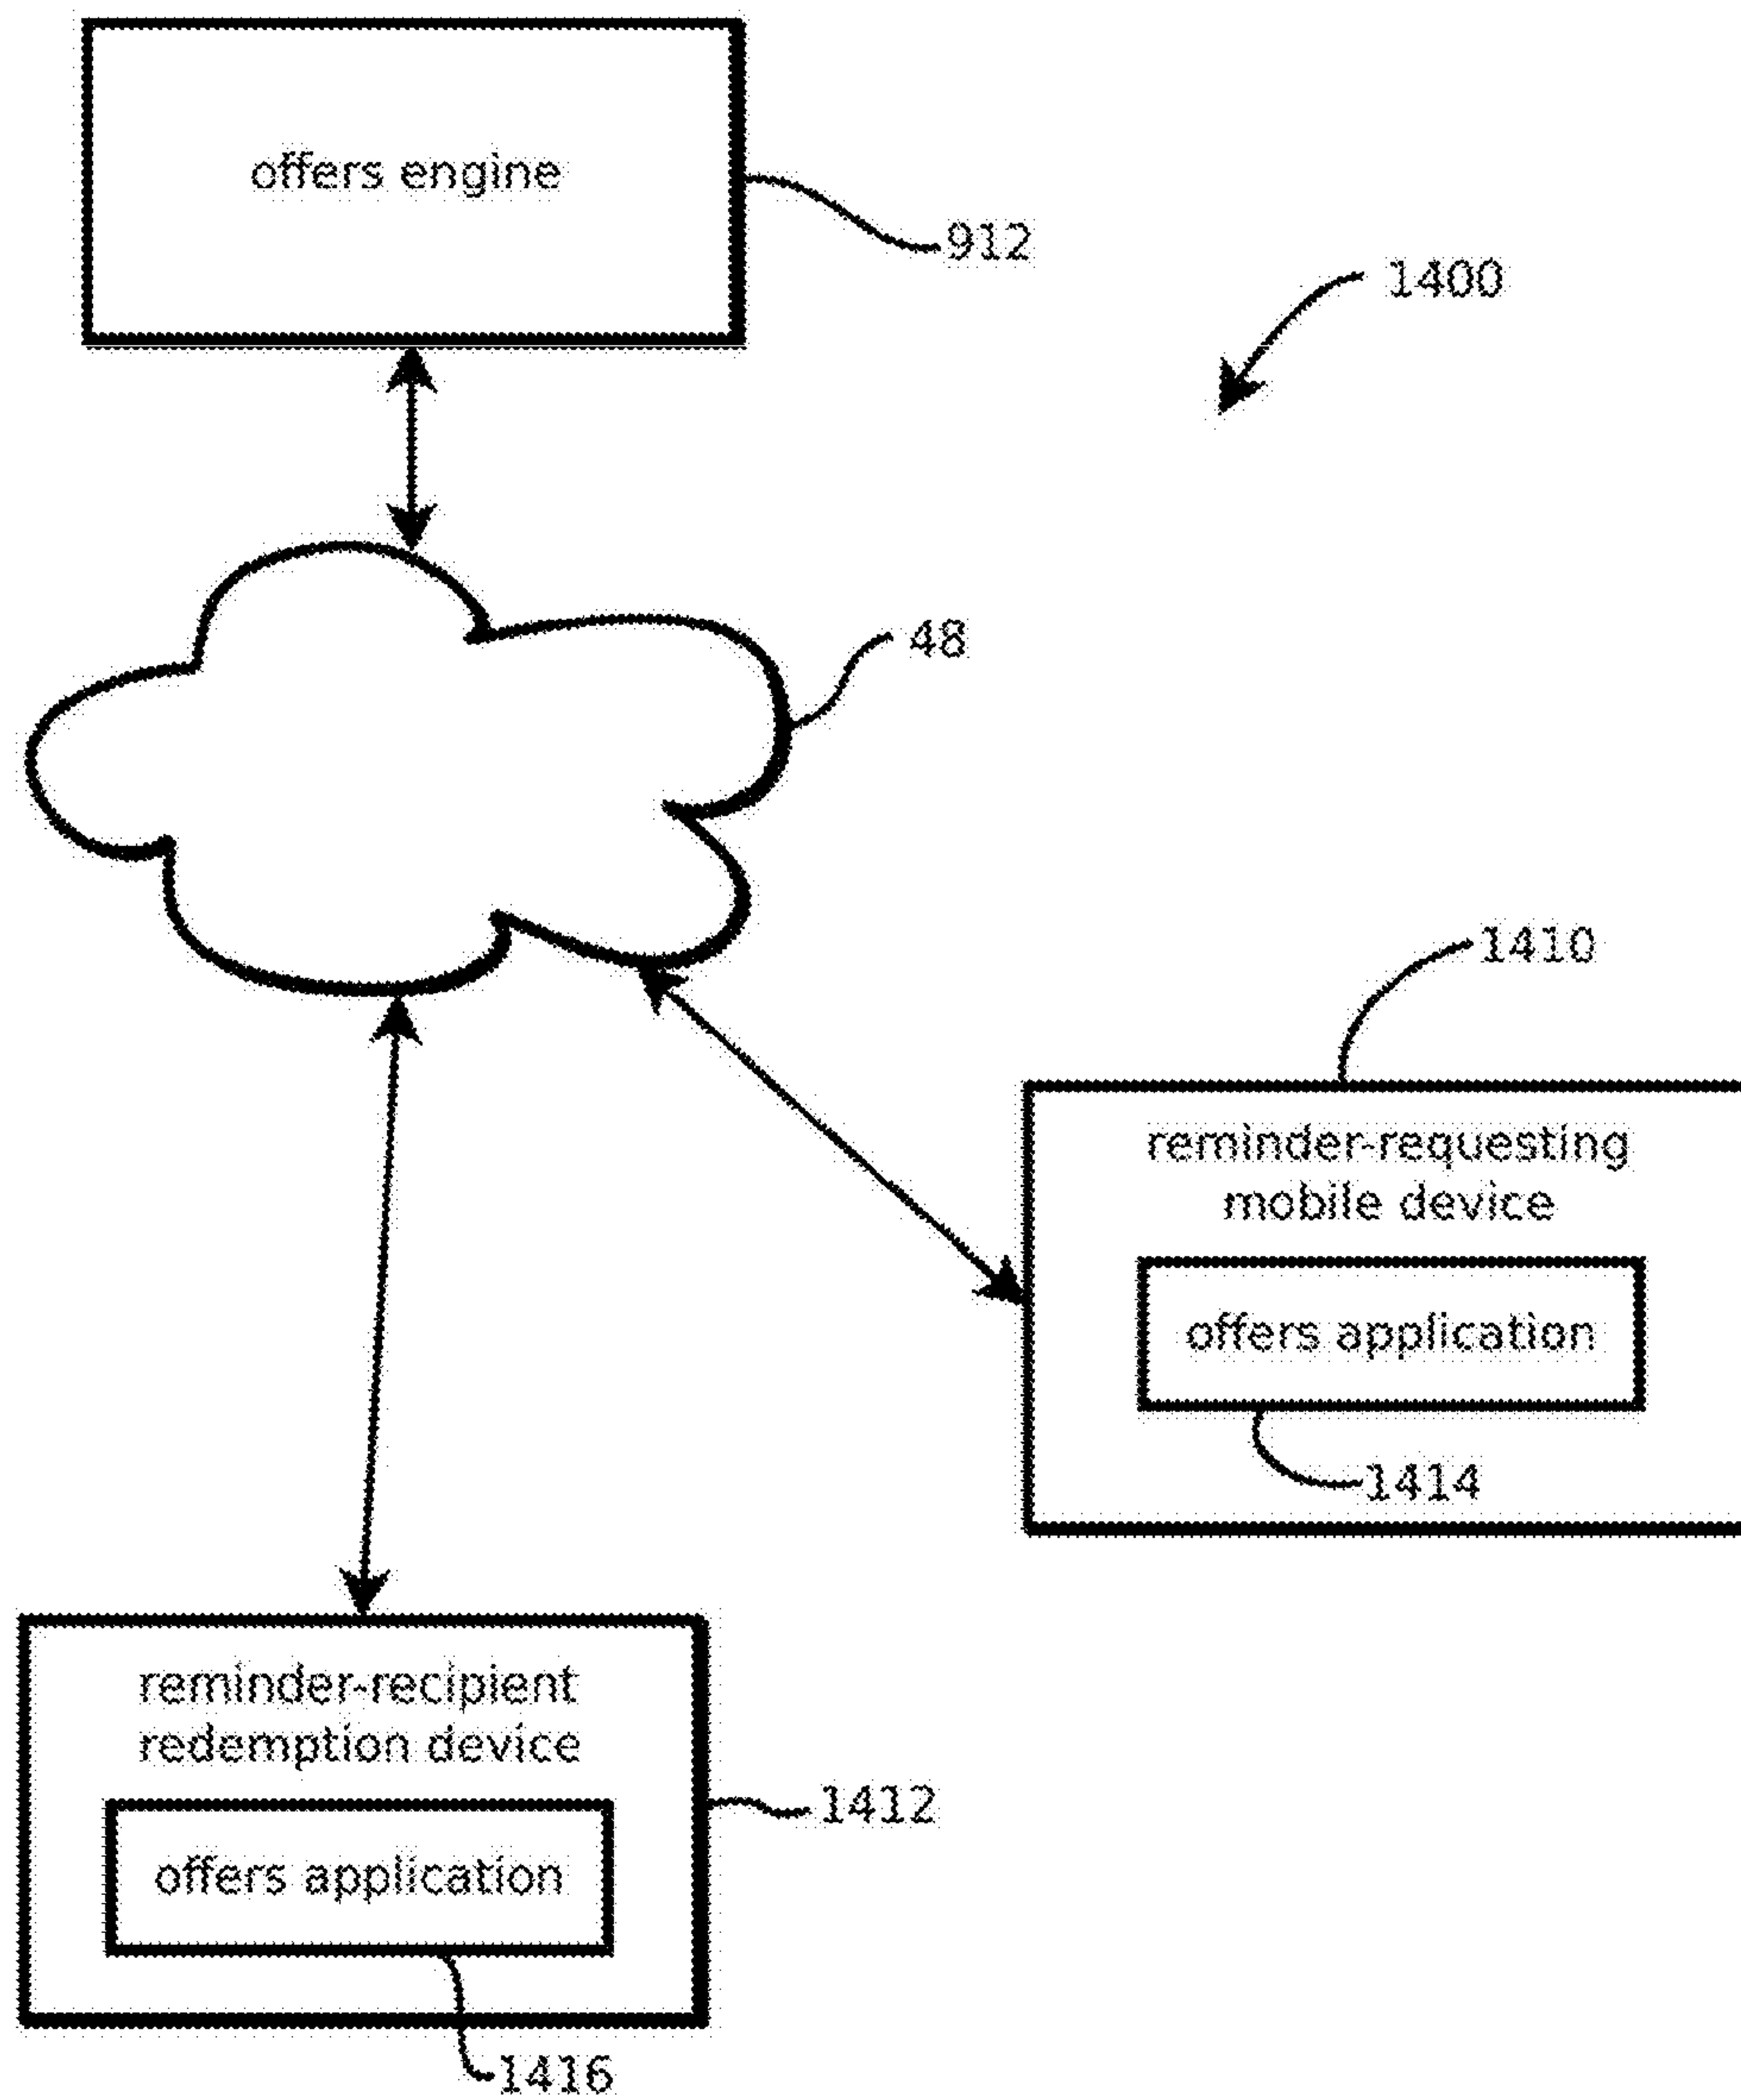 offers engine
912
1400
48
1410
reminder-requesting
mobile device
offers application
1414
reminder-recipient
redemption device
1412
offers application
1416